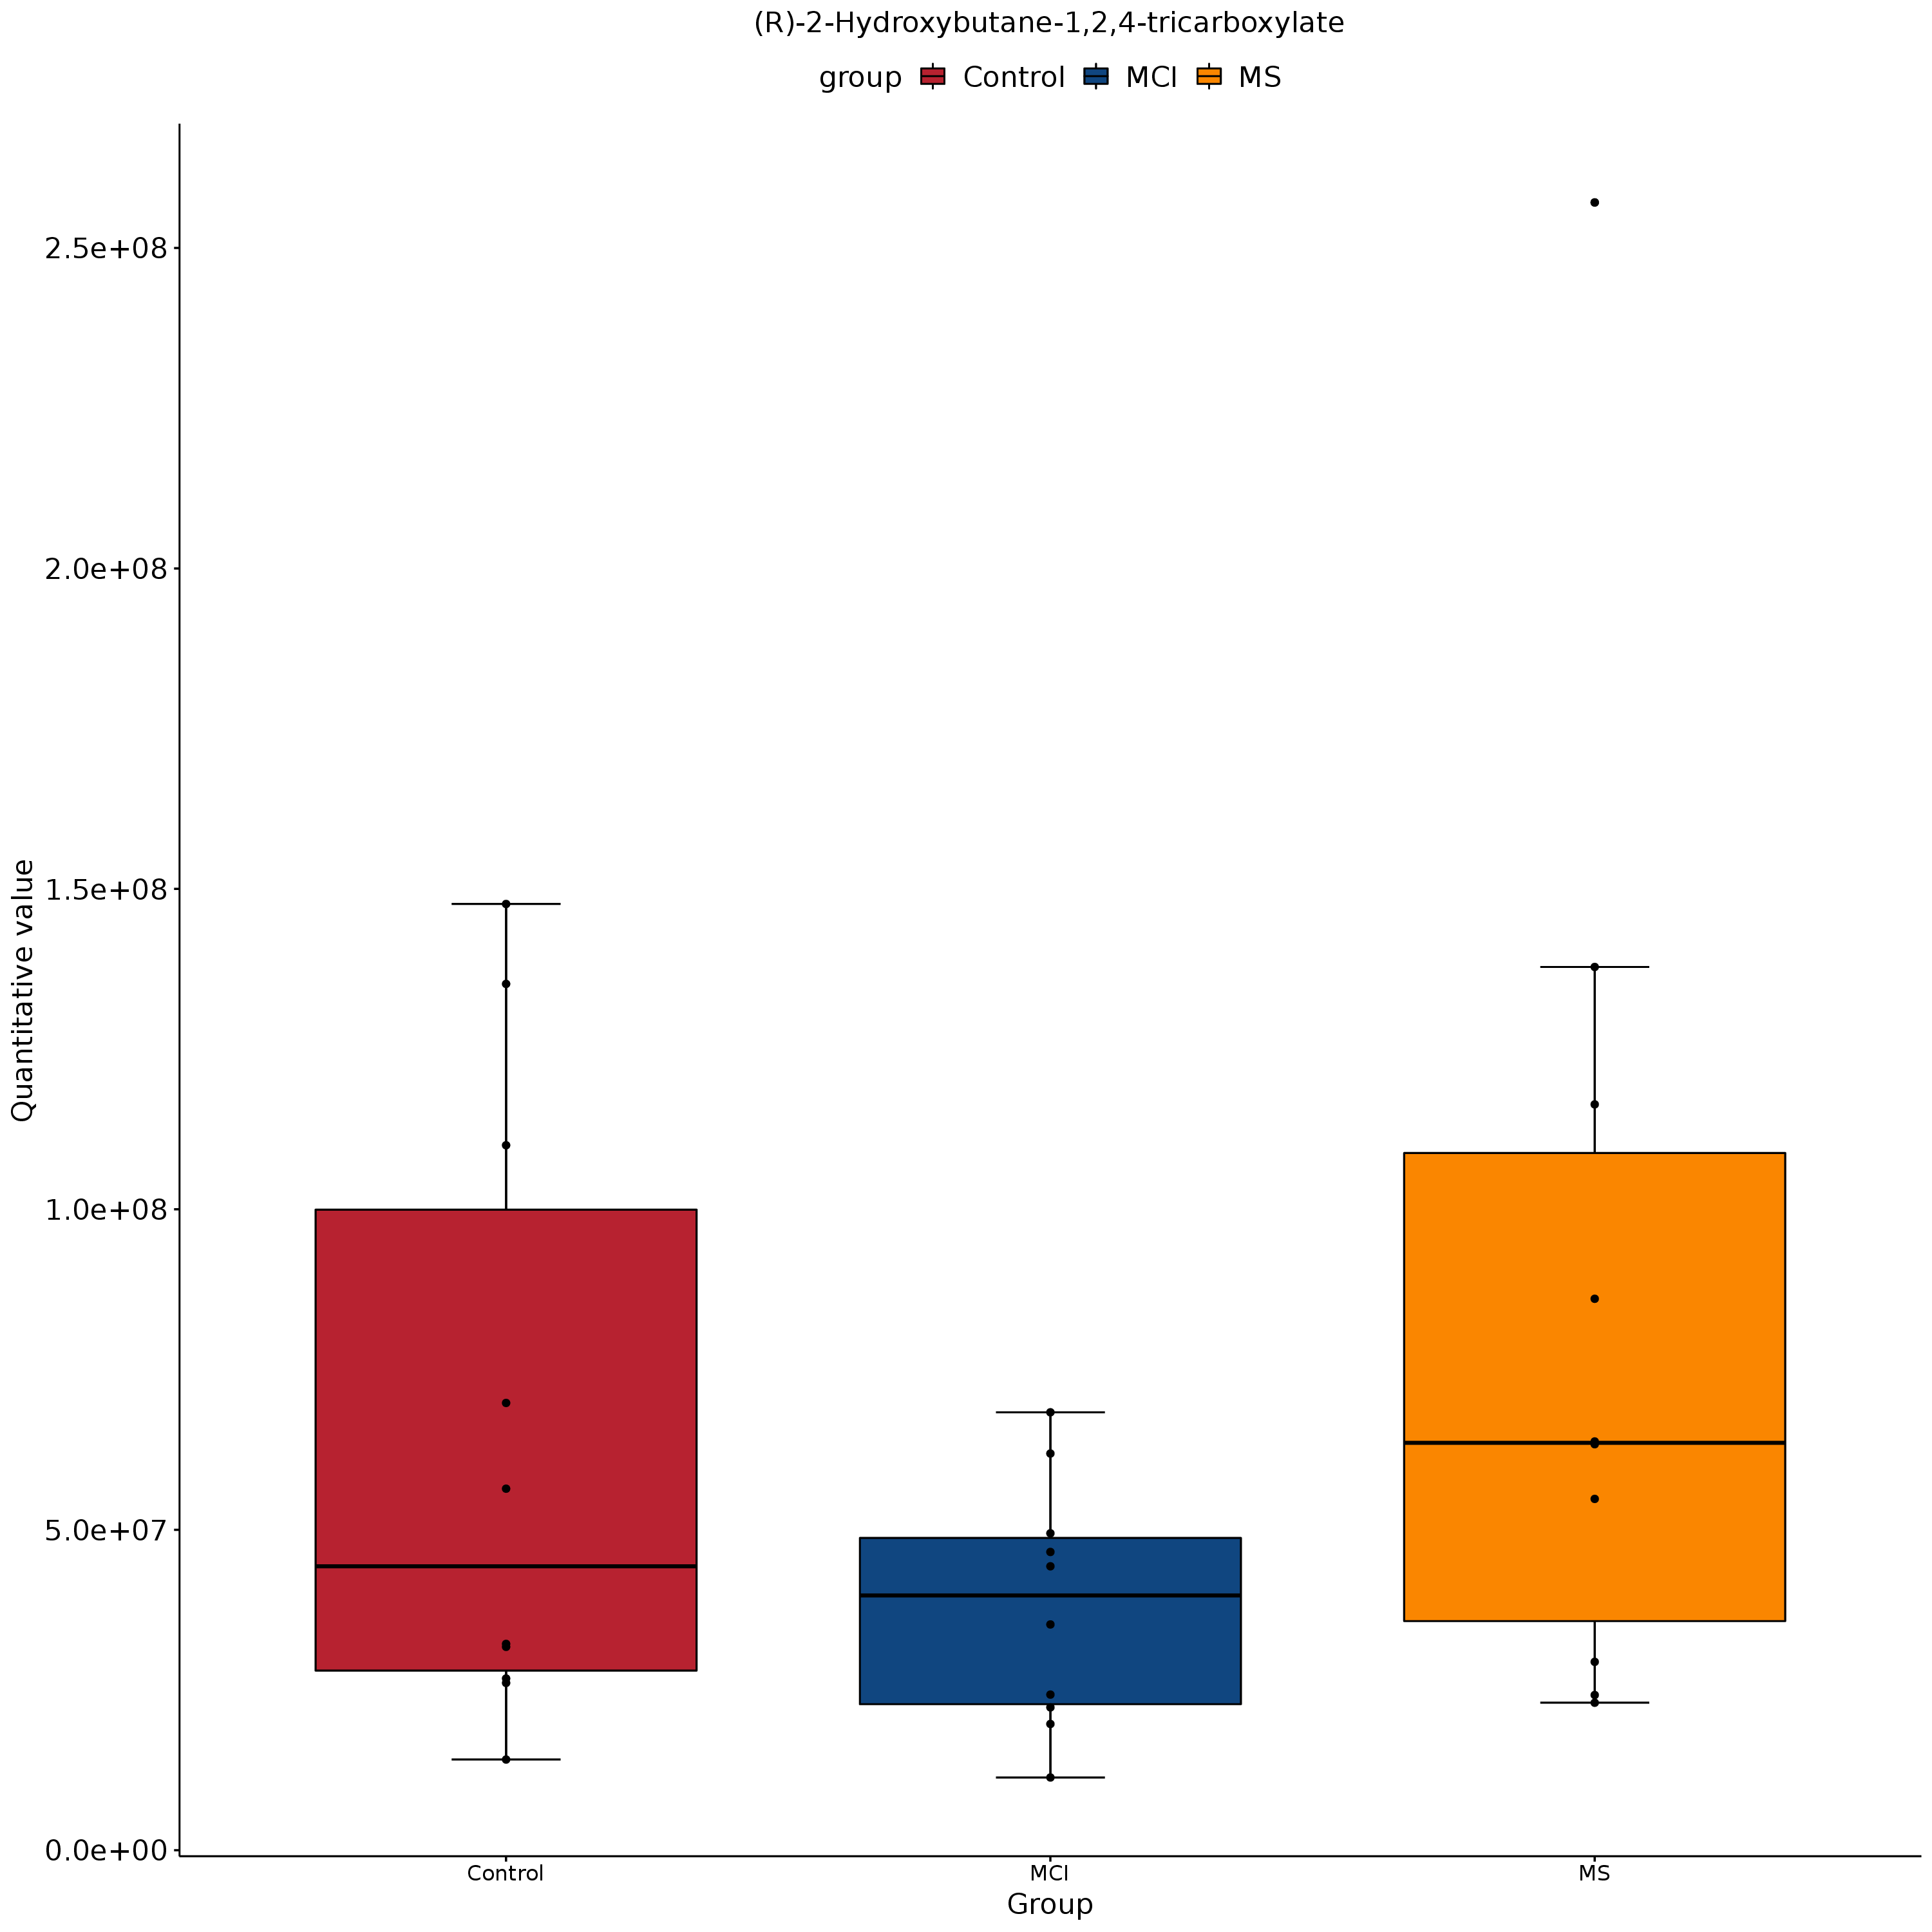 (R)-2-Hydroxybutane-1,2,4-tricarboxylate
group Control MCI MS
Quantitative value
2.5e+08
2.0e+08
1.5e+08
1.0e+08
5.0e+07
0.0e+00
Control MCI MS
Group